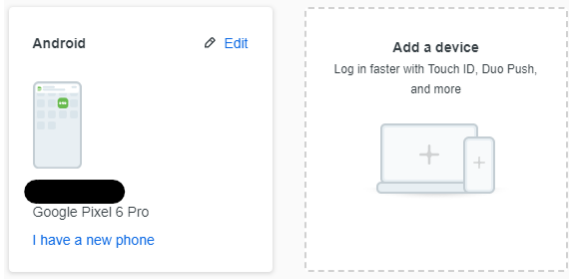 Android
Edit
Google Pixel 6 Pro
I have a new phone
Add a device
Log in faster with Touch ID, Duo Push,
and more